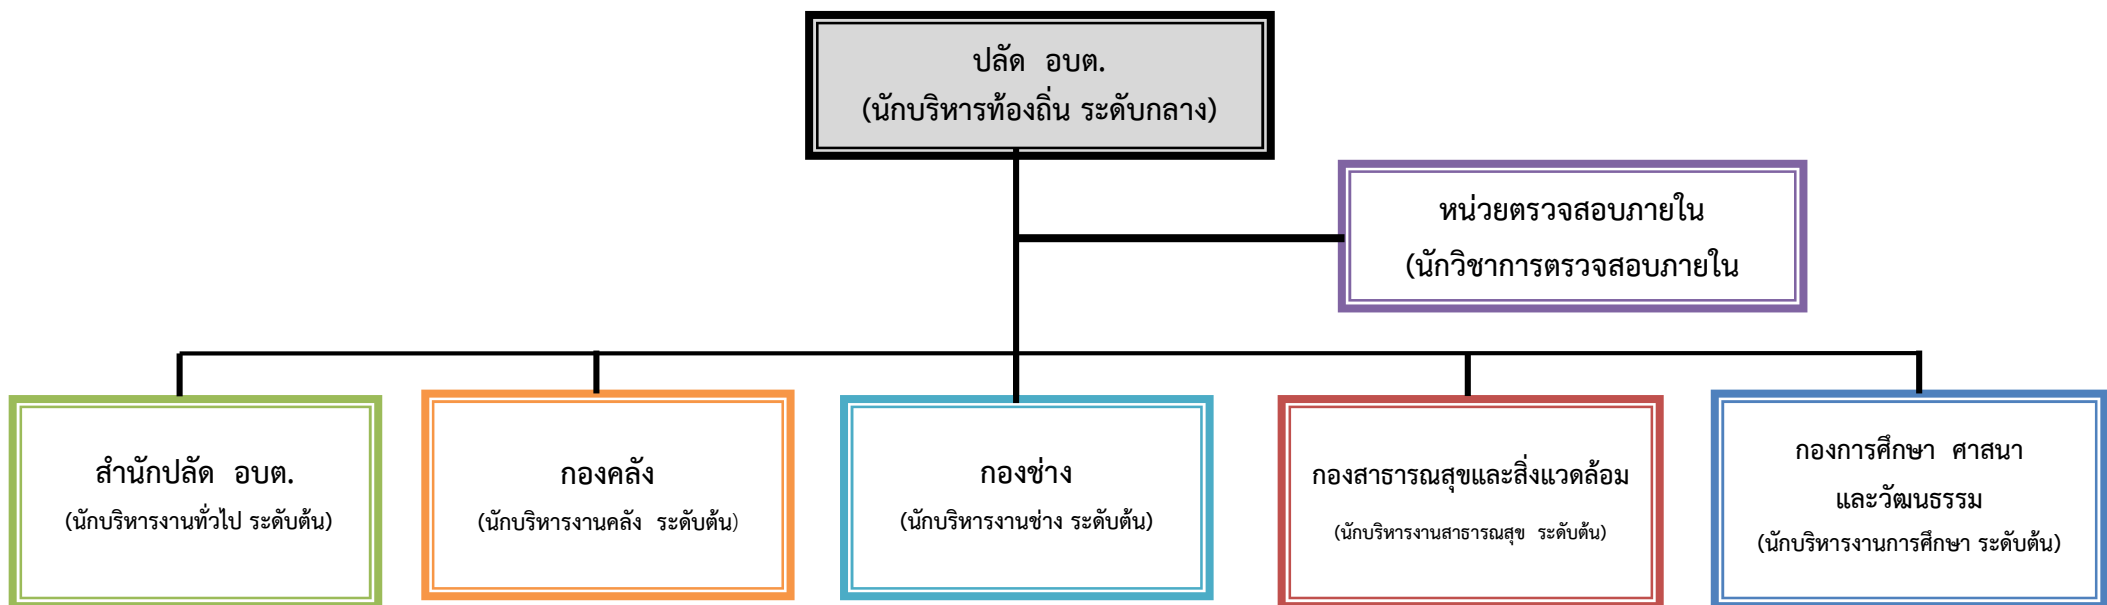 ปลัด อบต.
(นักบริหารท้องถิ่น ระดับกลาง)
หน่วยตรวจสอบภายใน
(นักวิชาการตรวจสอบภายใน
สำนักปลัด อบต.
(นักบริหารงานทั่วไป ระดับต้น)
กองคลัง
(นักบริหารงานคลัง ระดับต้น)
กองช่าง
(นักบริหารงานช่าง ระดับต้น)
กองสาธารณสุขและสิ่งแวดล้อม
(นักบริหารงานสาธารณสุข ระดับต้น)
กองการศึกษา ศาสนา
และวัฒนธรรม
(นักบริหารงานการศึกษา ระดับต้น)